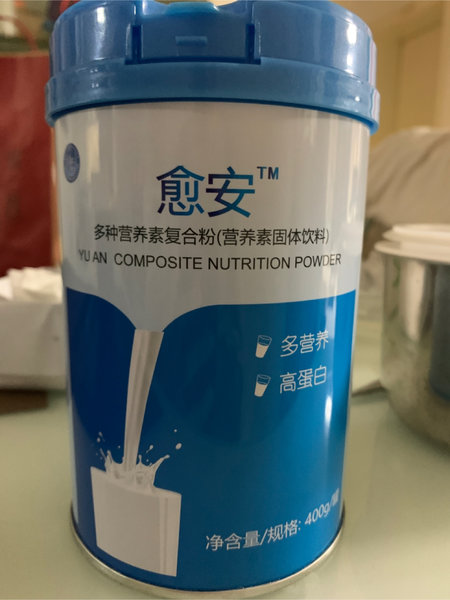 愈安™
多种营养素复合粉(营养素固体饮料)
YU AN COMPOSITE NUTRITION POWDER
多营养
高蛋白
净含量/规格: 400g/罐